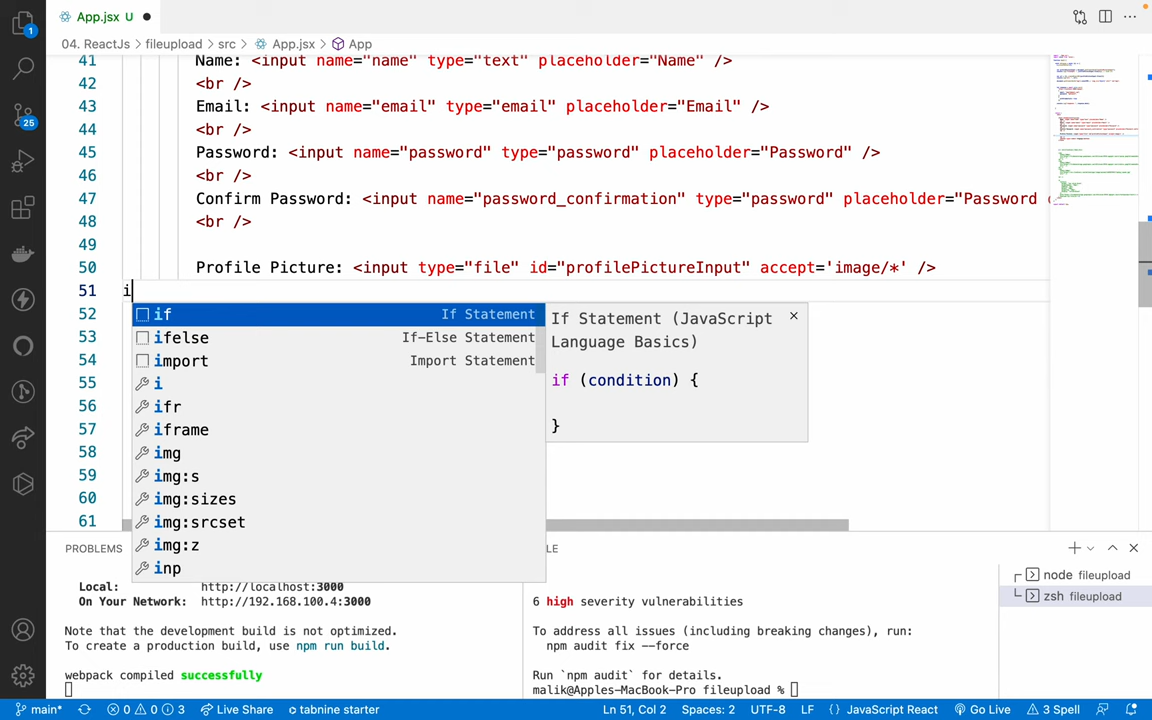 App.jsx U
04. ReactJs > fileupload > src > App.jsx > App
1
25
41 Name: <input name="name" type="text" placeholder="Name" />
42 <br />
43 Email: <input name="email" type="email" placeholder="Email" />
44 <br />
45 Password: <input name="password" type="password" placeholder="Password" />
46 <br />
47 Confirm Password: <input name="password_confirmation" type="password" placeholder="Password
48 <br />
49
50 Profile Picture: <input type="file" id="profilePictureInput" accept='image/*' />
51 i
52 if If Statement
53 ifelse If-Else Statement
54 import Import Statement
55 i
56 ifr
57 iframe
58 img
59 img:s
60 img:sizes
61 img:srcset
img:z
inp
If Statement (JavaScript
Language Basics)
if (condition) {
}
PROBLEMS
LE
Local: http://localhost:3000
On Your Network: http://192.168.100.4:3000
Note that the development build is not optimized.
To create a production build, use npm run build.
webpack compiled successfully
6 high severity vulnerabilities
To address all issues (including breaking changes), run:
npm audit fix --force
Run `npm audit` for details.
malik@Apples-MacBook-Pro fileupload %
node fileupload
zsh fileupload
main* 0 0 3 Live Share tabnine starter Ln 51, Col 2 Spaces: 2 UTF-8 LF {} JavaScript React Go Live 3 Spell